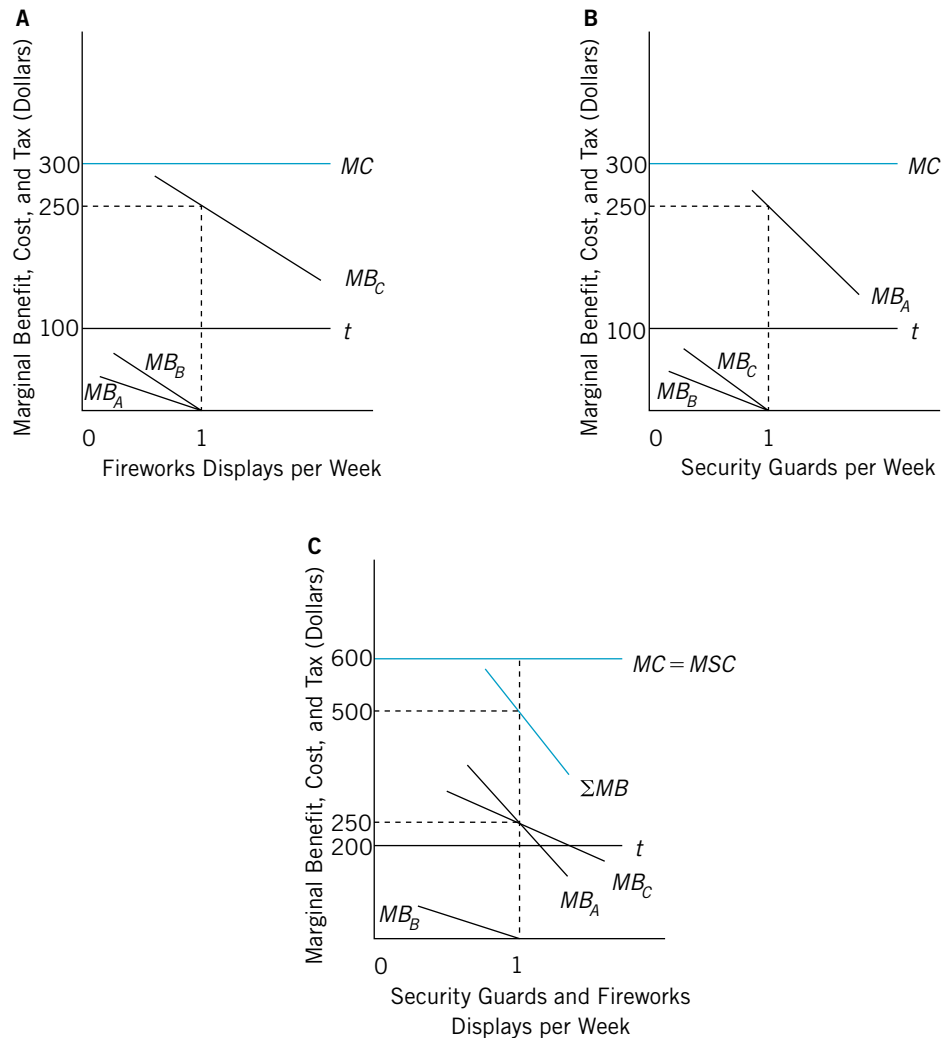 A
Marginal Benefit, Cost, and Tax (Dollars)
300
MC
250
MB_C
100
t
MB_B
MB_A
0
1
Fireworks Displays per Week
B
Marginal Benefit, Cost, and Tax (Dollars)
300
MC
250
MB_A
100
t
MB_C
MB_B
0
1
Security Guards per Week
C
Marginal Benefit, Cost, and Tax (Dollars)
600
MC = MSC
500
ΣMB
250
200
t
MB_C
MB_A
MB_B
0
1
Security Guards and Fireworks
Displays per Week